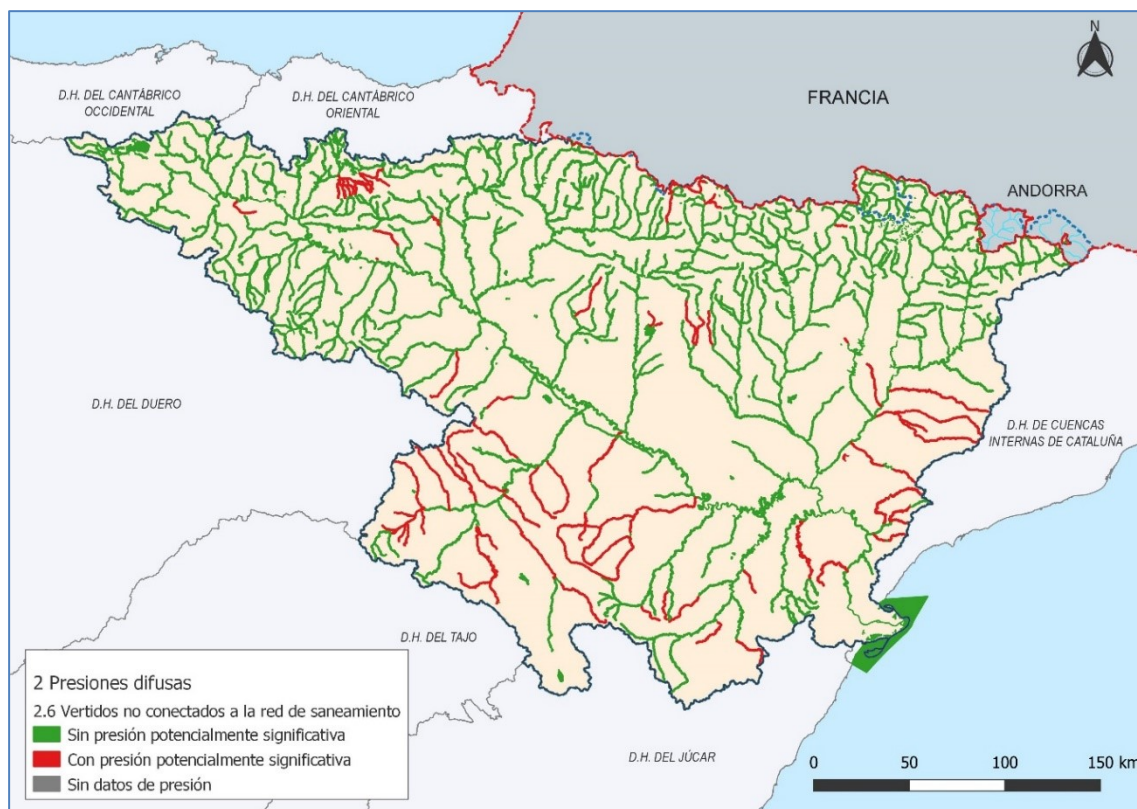 N
D.H. DEL CANTÁBRICO
OCCIDENTAL
D.H. DEL CANTÁBRICO
ORIENTAL
FRANCIA
ANDORRA
D.H. DEL DUERO
D.H. DE CUENCAS
INTERNAS DE CATALUÑA
D.H. DEL TAJO
D.H. DEL JÚCAR
2 Presiones difusas
2.6 Vertidos no conectados a la red de saneamiento
Sin presión potencialmente significativa
Con presión potencialmente significativa
Sin datos de presión
0 50 100 150 km